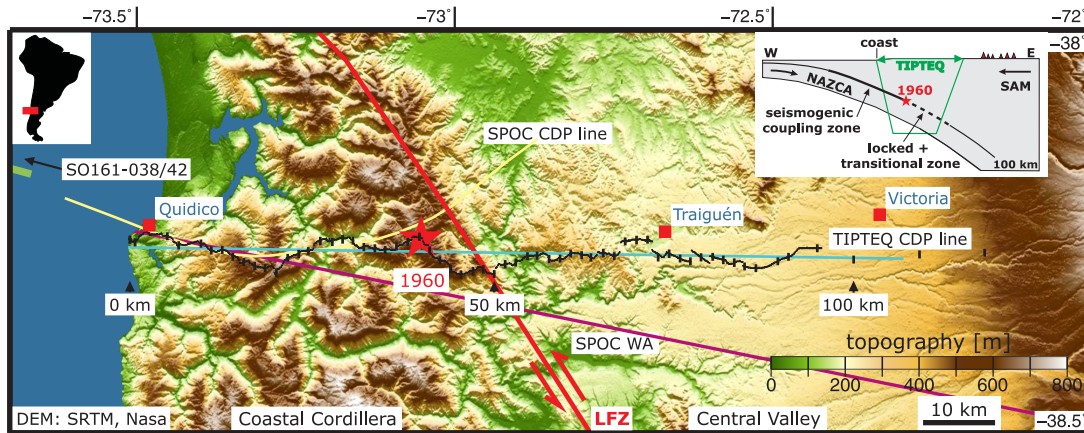 −73.5
−73
−72.5
−72
−38
W
coast
E
TIPTEQ
NAZCA
1960
SAM
seismogenic
coupling zone
locked +
transitional zone
100 km
SPOC CDP line
SO161-038/42
Quidico
Traiguén
Victoria
TIPTEQ CDP line
1960
0 km
50 km
100 km
SPOC WA
topography [m]
0 200 400 600 800
10 km
DEM: SRTM, Nasa
Coastal Cordillera
LFZ
Central Valley
−38.5